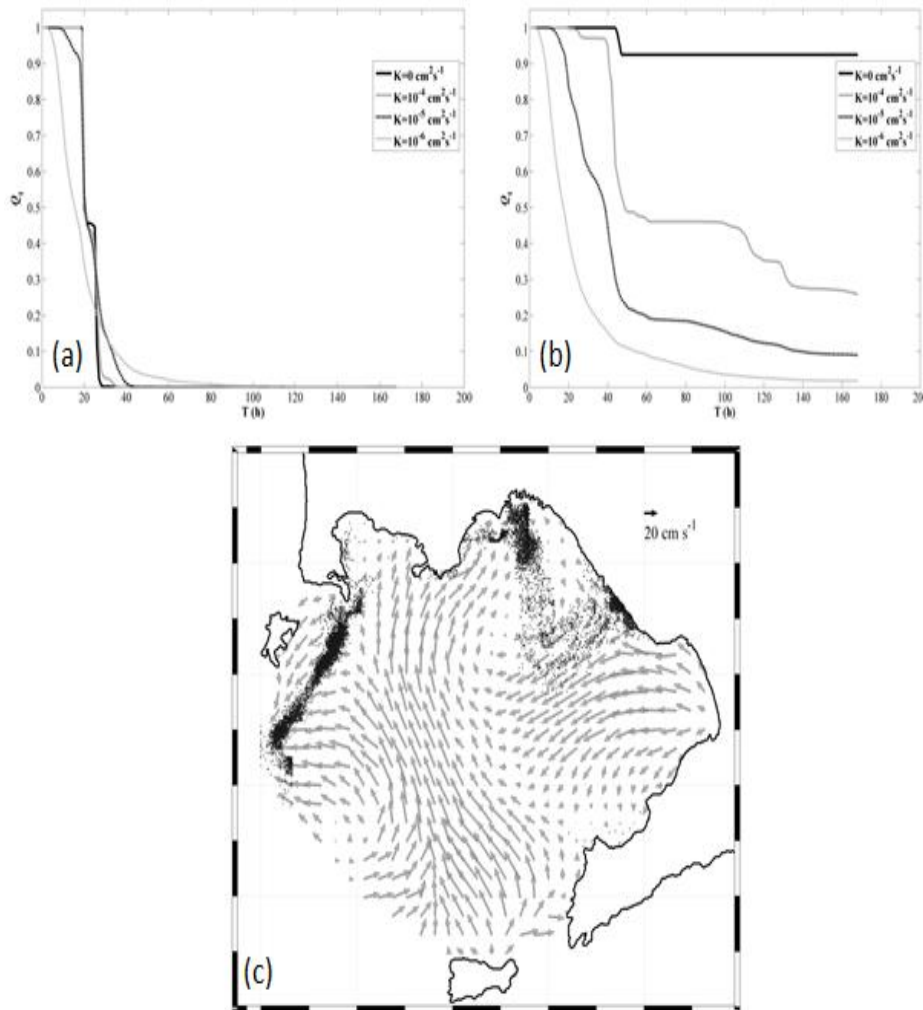 1
0.9
0.8
0.7
0.6
0.5
0.4
0.3
0.2
0.1
0
0 20 40 60 80 100 120 140 160 180 200
T (h)
K=0 cm²s⁻¹
K=10⁻⁴ cm²s⁻¹
K=10⁻⁵ cm²s⁻¹
K=10⁻⁶ cm²s⁻¹
(a)
1
0.9
0.8
0.7
0.6
0.5
0.4
0.3
0.2
0.1
0
0 20 40 60 80 100 120 140 160 180 200
T (h)
K=0 cm²s⁻¹
K=10⁻⁴ cm²s⁻¹
K=10⁻⁵ cm²s⁻¹
K=10⁻⁶ cm²s⁻¹
(b)
20 cm s⁻¹
(c)